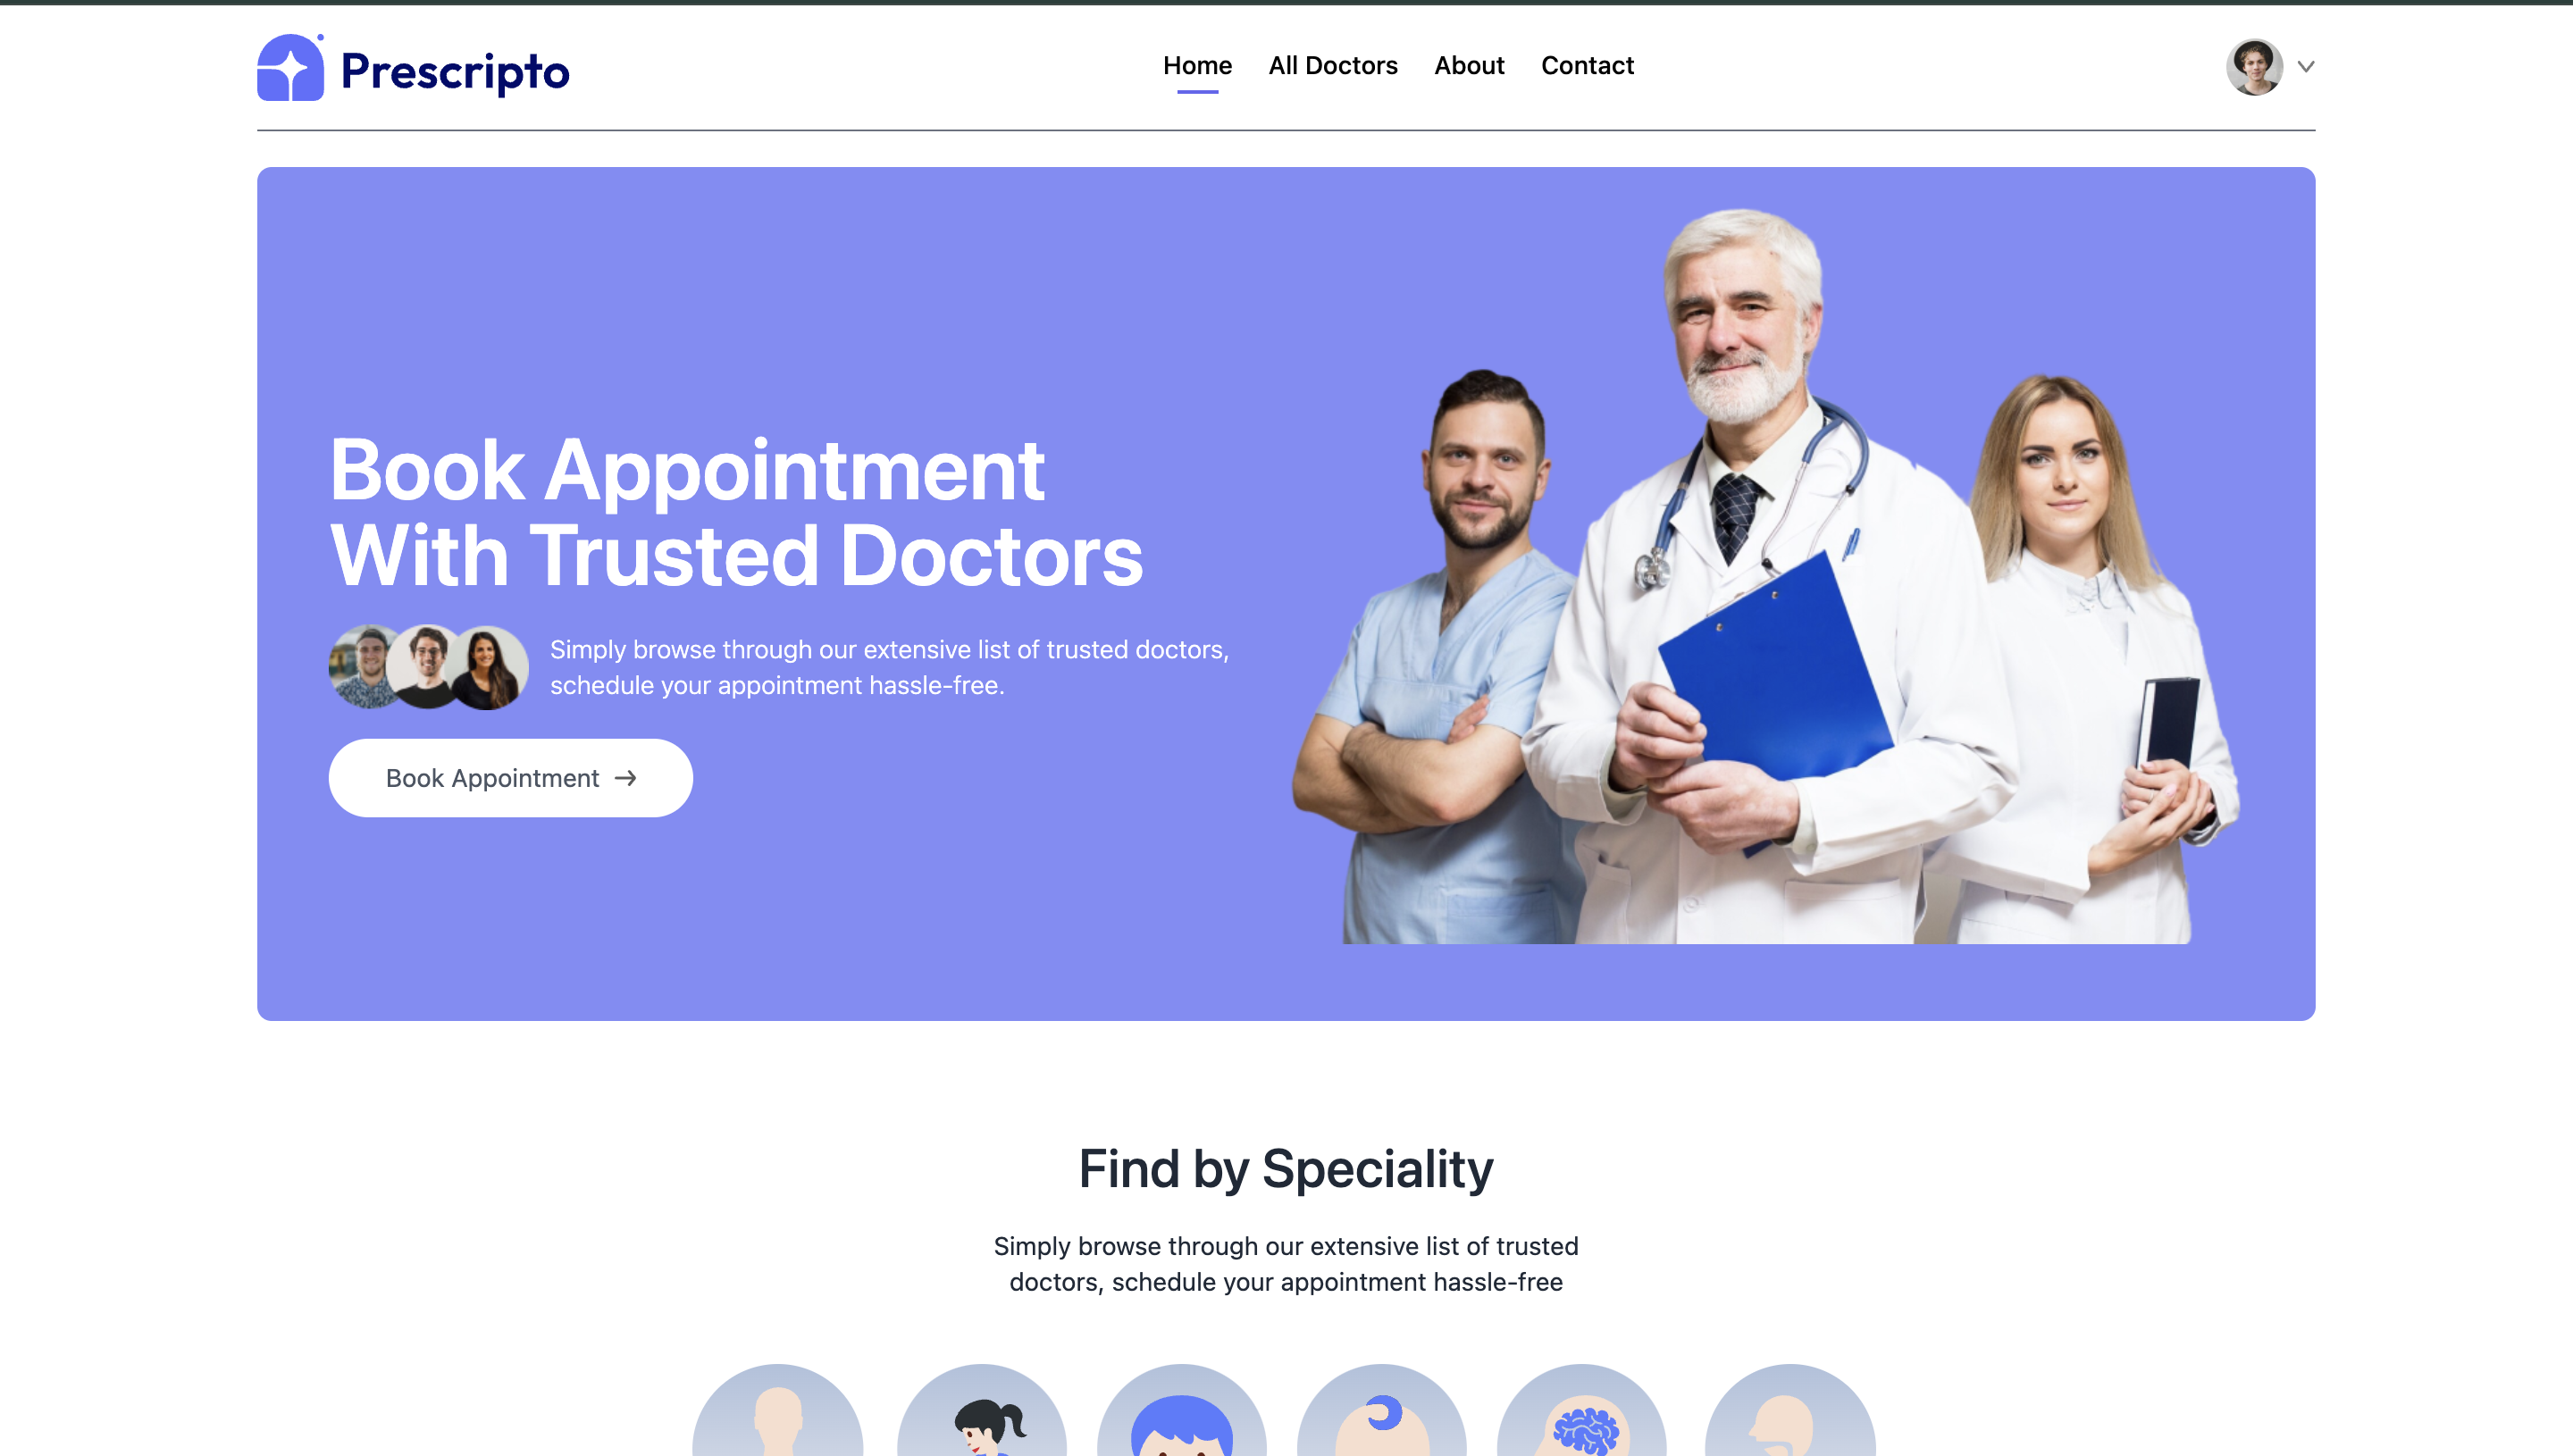 Prescripto
Home All Doctors About Contact
Book Appointment
With Trusted Doctors
Simply browse through our extensive list of trusted doctors,
schedule your appointment hassle-free.
Book Appointment →
Find by Speciality
Simply browse through our extensive list of trusted
doctors, schedule your appointment hassle-free